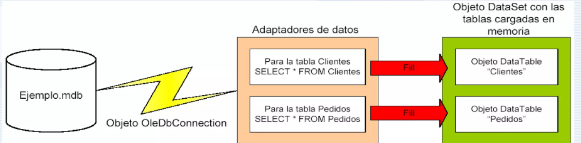 Ejemplo.mdb
Objeto OleDbConnection
Adaptadores de datos
Para la tabla Clientes
SELECT * FROM Clientes
Para la tabla Pedidos
SELECT * FROM Pedidos
Fill
Fill
Objeto DataSet con las
tablas cargadas en
memoria
Objeto DataTable
"Clientes"
Objeto DataTable
"Pedidos"